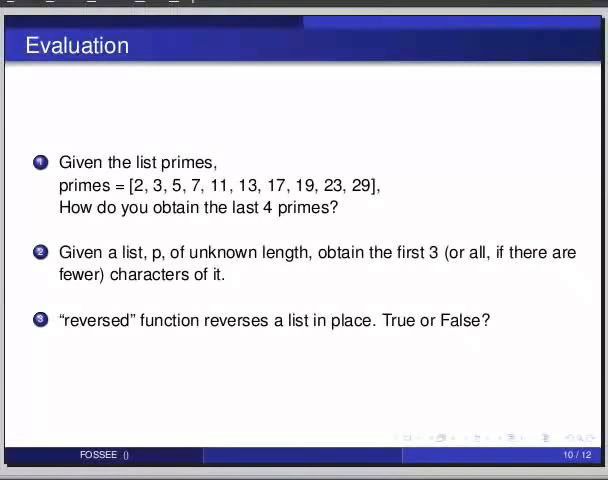 Evaluation
1 Given the list primes,
primes = [2, 3, 5, 7, 11, 13, 17, 19, 23, 29],
How do you obtain the last 4 primes?
2 Given a list, p, of unknown length, obtain the first 3 (or all, if there are
fewer) characters of it.
3 “reversed” function reverses a list in place. True or False?
FOSSEE ()
10 / 12